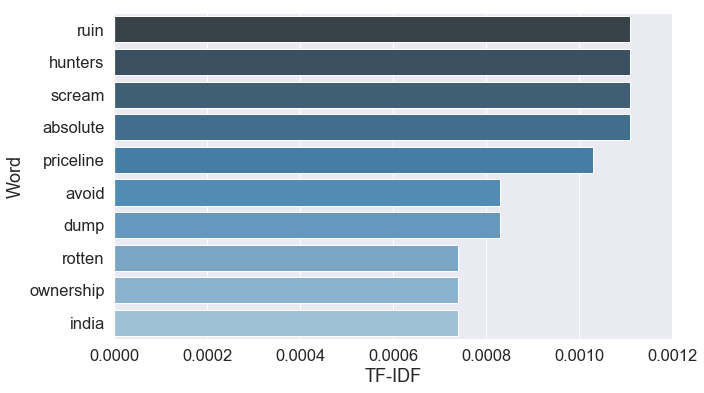 ruin
hunters
scream
absolute
priceline
avoid
dump
rotten
ownership
india
Word
0.0000 0.0002 0.0004 0.0006 0.0008 0.0010 0.0012
TF-IDF